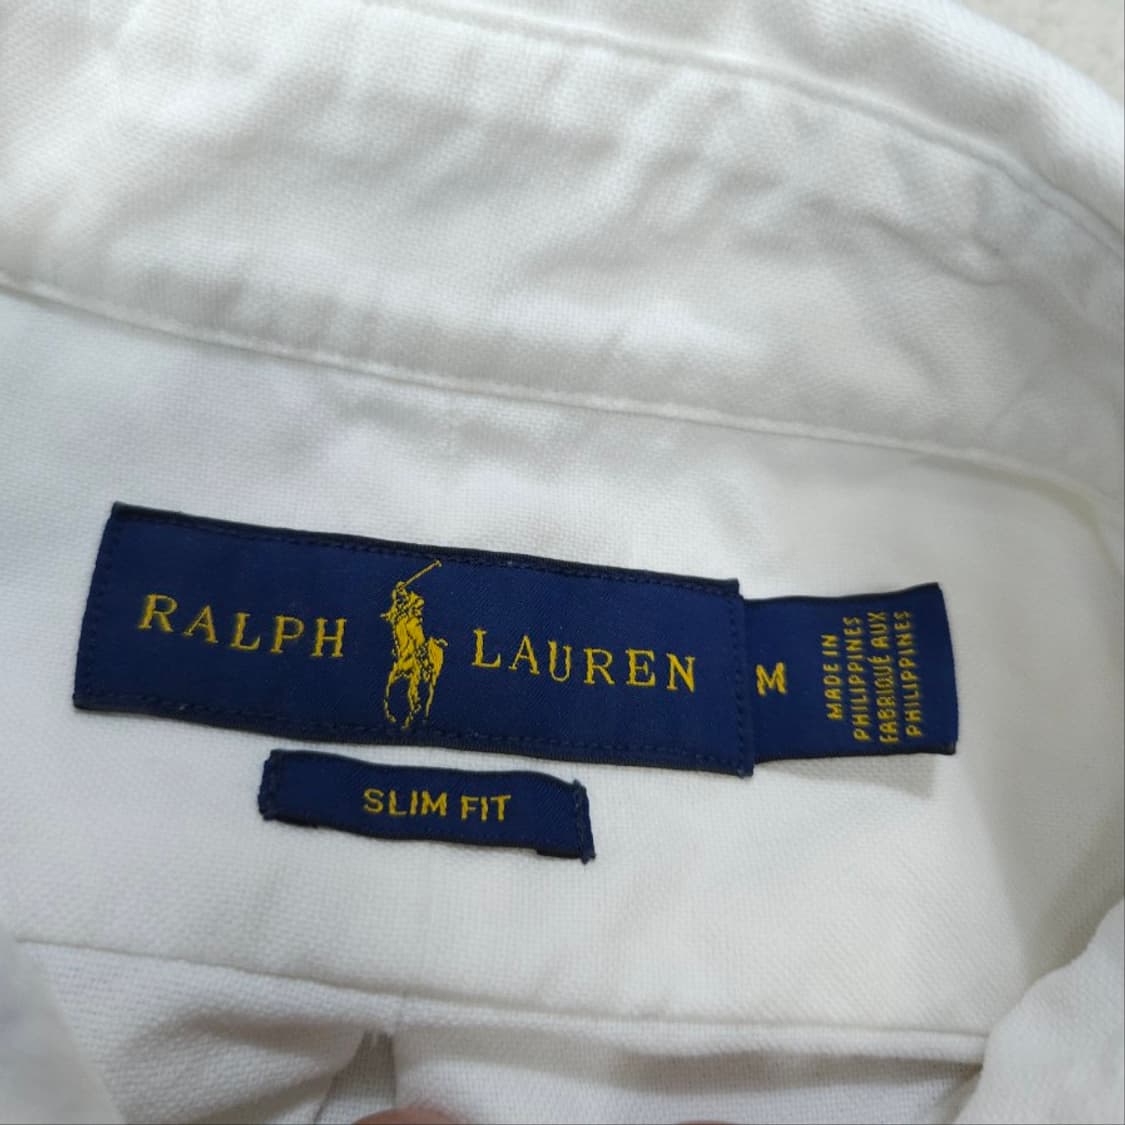 RALPH LAUREN
M
MADE IN
PHILIPPINES
FABRIQUÉ AUX
PHILIPPINES
SLIM FIT